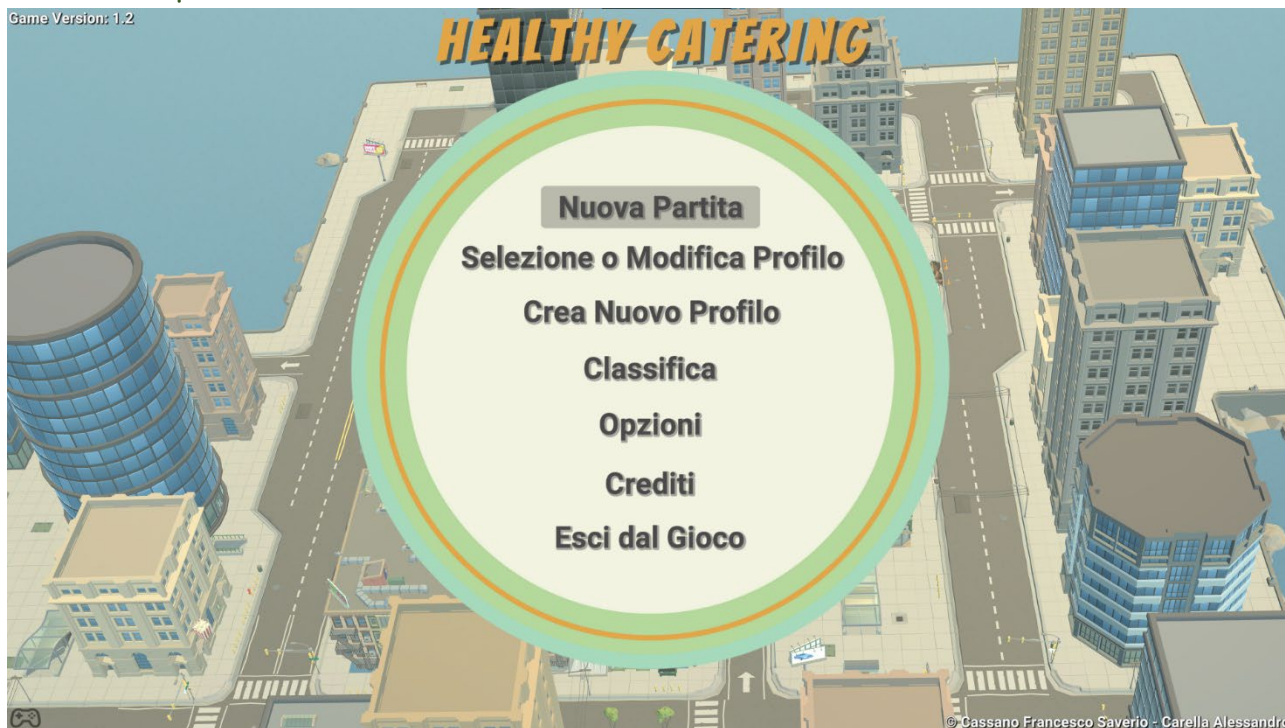 Game Version: 1.2
HEALTHY CATERING
Nuova Partita
Selezione o Modifica Profilo
Crea Nuovo Profilo
Classifica
Opzioni
Crediti
Esci dal Gioco
© Cassano Francesco Saverio - Carella Alessandro